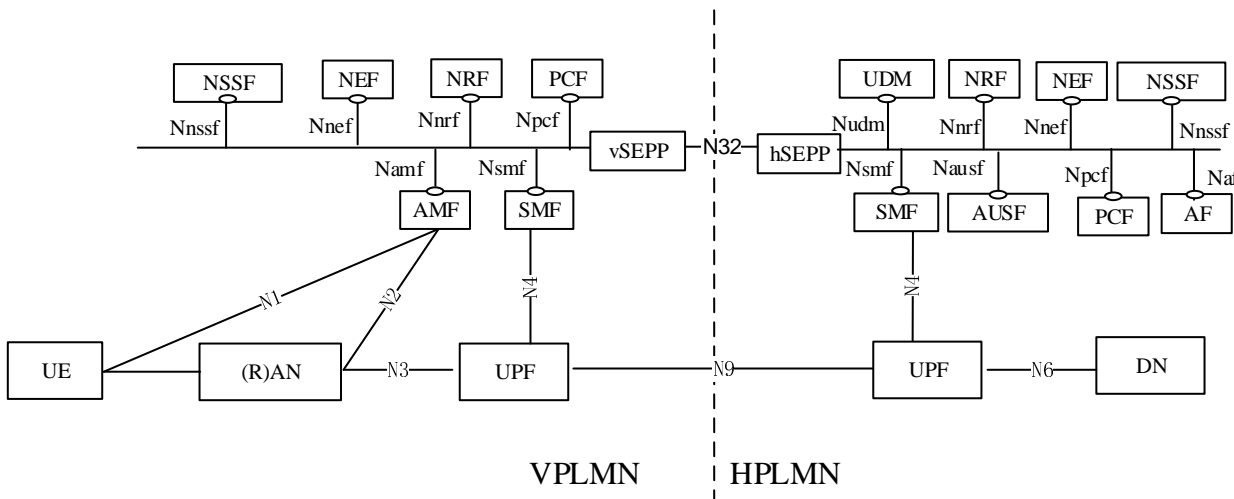 NSSF NEF NRF PCF UDM NRF NEF NSSF
Nnssf Nnef Nnrf Npcf Nudm Nnrf Nnef Nnssf
vSEPP N32 hSEPP
Namf Nsmf Nsmf Nausf Npcf Naf
AMF SMF SMF AUSF PCF AF
N1 N2 N4 N4
UE (R)AN N3 UPF N9 UPF N6 DN
VPLMN HPLMN